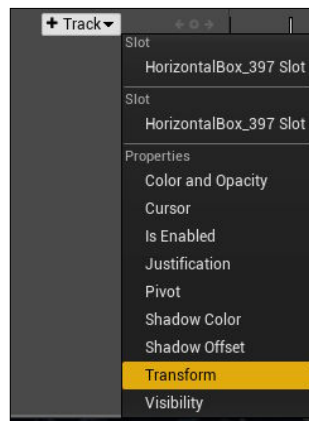 + Track
Slot
HorizontalBox_397 Slot
Slot
HorizontalBox_397 Slot
Properties
Color and Opacity
Cursor
Is Enabled
Justification
Pivot
Shadow Color
Shadow Offset
Transform
Visibility